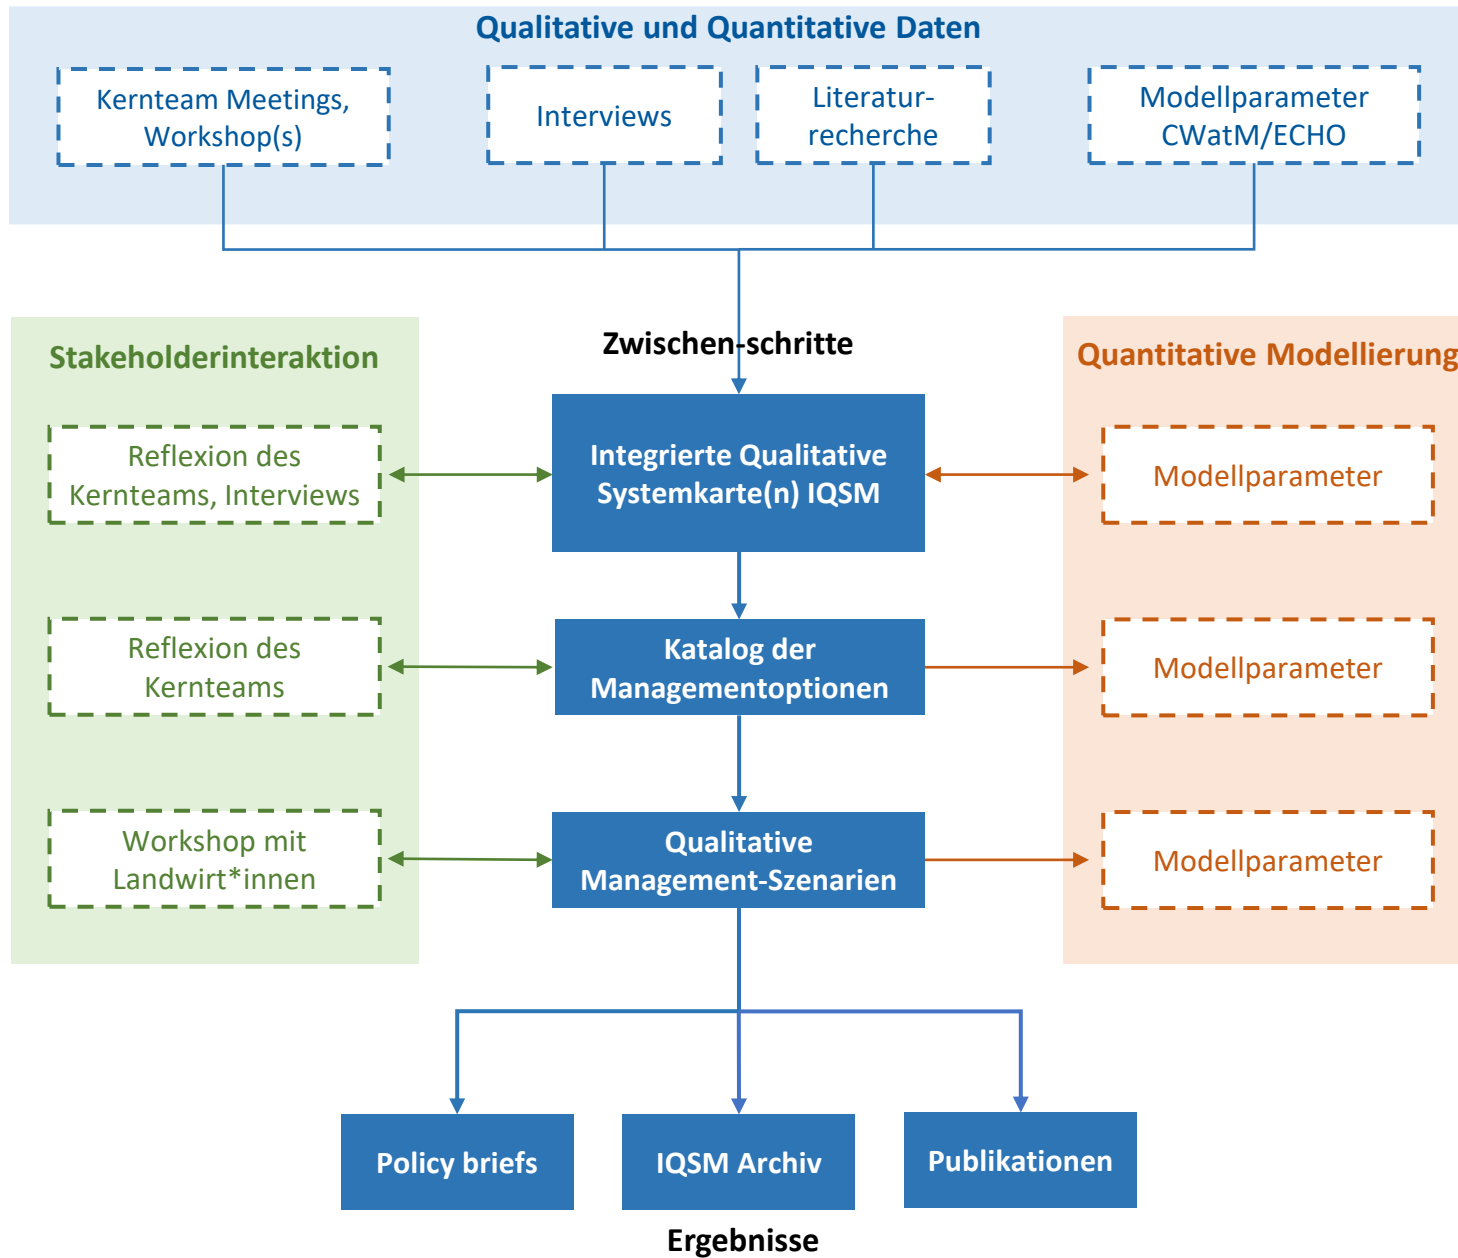 Qualitative und Quantitative Daten
Kernteam Meetings,
Workshop(s)
Interviews
Literatur-
recherche
Modellparameter
CWatM/ECHO
Stakeholderinteraktion
Zwischen-schritte
Quantitative Modellierung
Reflexion des
Kernteams, Interviews
Integrierte Qualitative
Systemkarte(n) IQSM
Modellparameter
Reflexion des
Kernteams
Katalog der
Managementoptionen
Modellparameter
Workshop mit
Landwirt*innen
Qualitative
Management-Szenarien
Modellparameter
Policy briefs
IQSM Archiv
Publikationen
Ergebnisse